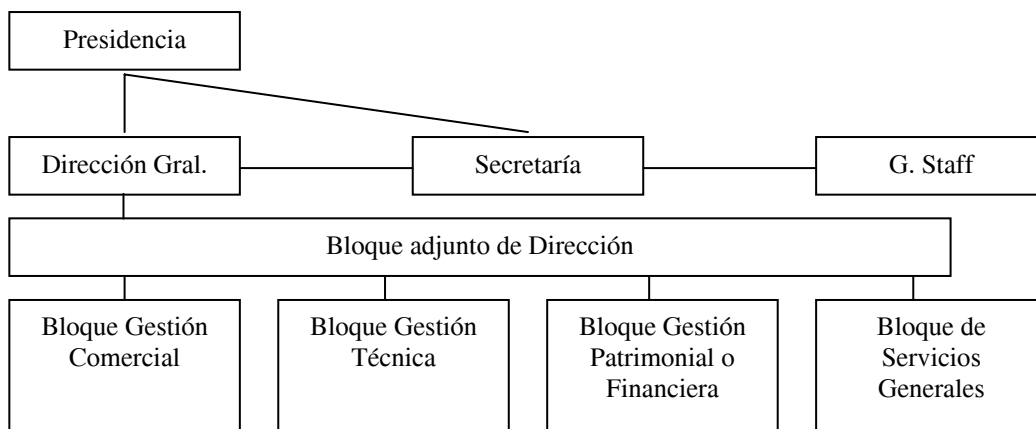 Presidencia
Dirección Gral.
Secretaría
G. Staff
Bloque adjunto de Dirección
Bloque Gestión
Comercial
Bloque Gestión
Técnica
Bloque Gestión
Patrimonial o
Financiera
Bloque de
Servicios
Generales